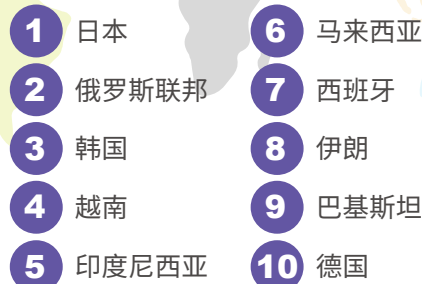 1 日本
2 俄罗斯联邦
3 韩国
4 越南
5 印度尼西亚
6 马来西亚
7 西班牙
8 伊朗
9 巴基斯坦
10 德国